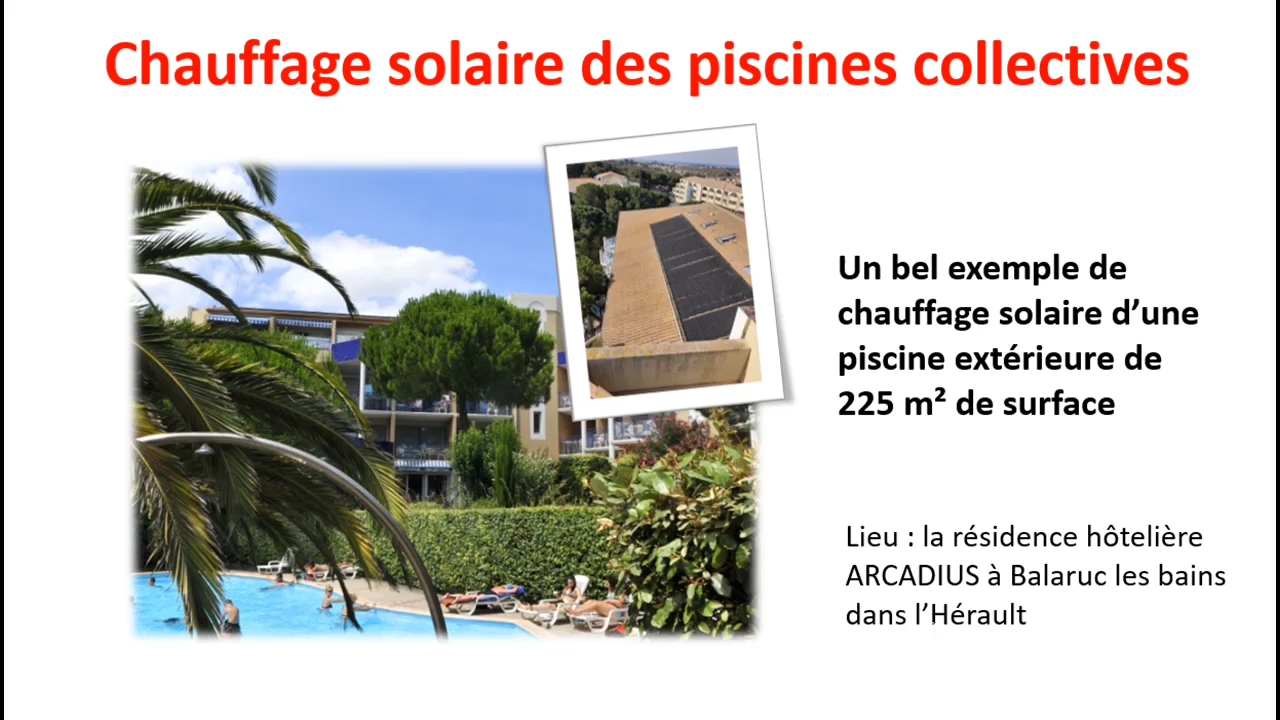 Chauffage solaire des piscines collectives
Un bel exemple de
chauffage solaire d’une
piscine extérieure de
225 m² de surface
Lieu : la résidence hôtelière
ARCADIUS à Balaruc les bains
dans l’Hérault